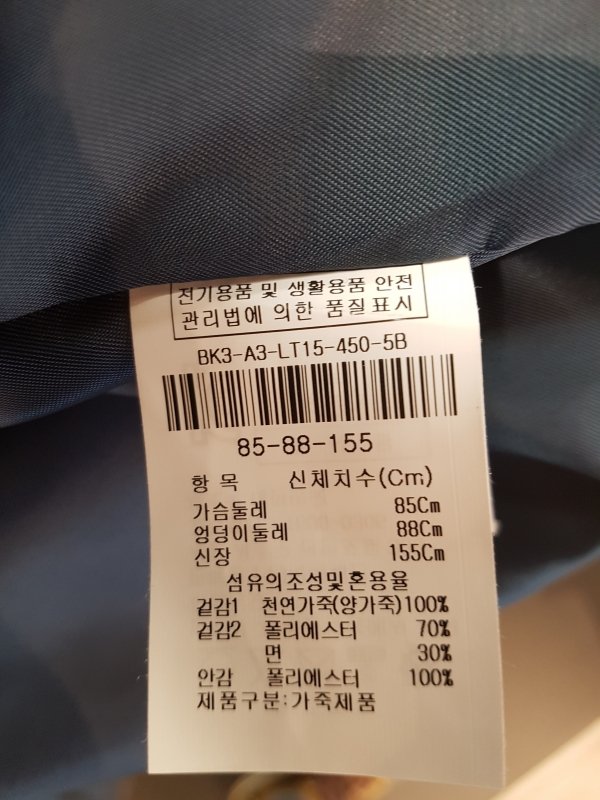 전기용품 및 생활용품 안전
관리법에 의한 품질표시
BK3-A3-LT15-450-5B
85-88-155
항 목 신체치수(Cm)
가슴둘레 85Cm
엉덩이둘레 88Cm
신장 155Cm
섬유의조성및혼용율
겉감1 천연가죽(양가죽)100%
겉감2 폴리에스터 70%
면 30%
안감 폴리에스터 100%
제품구분:가죽제품